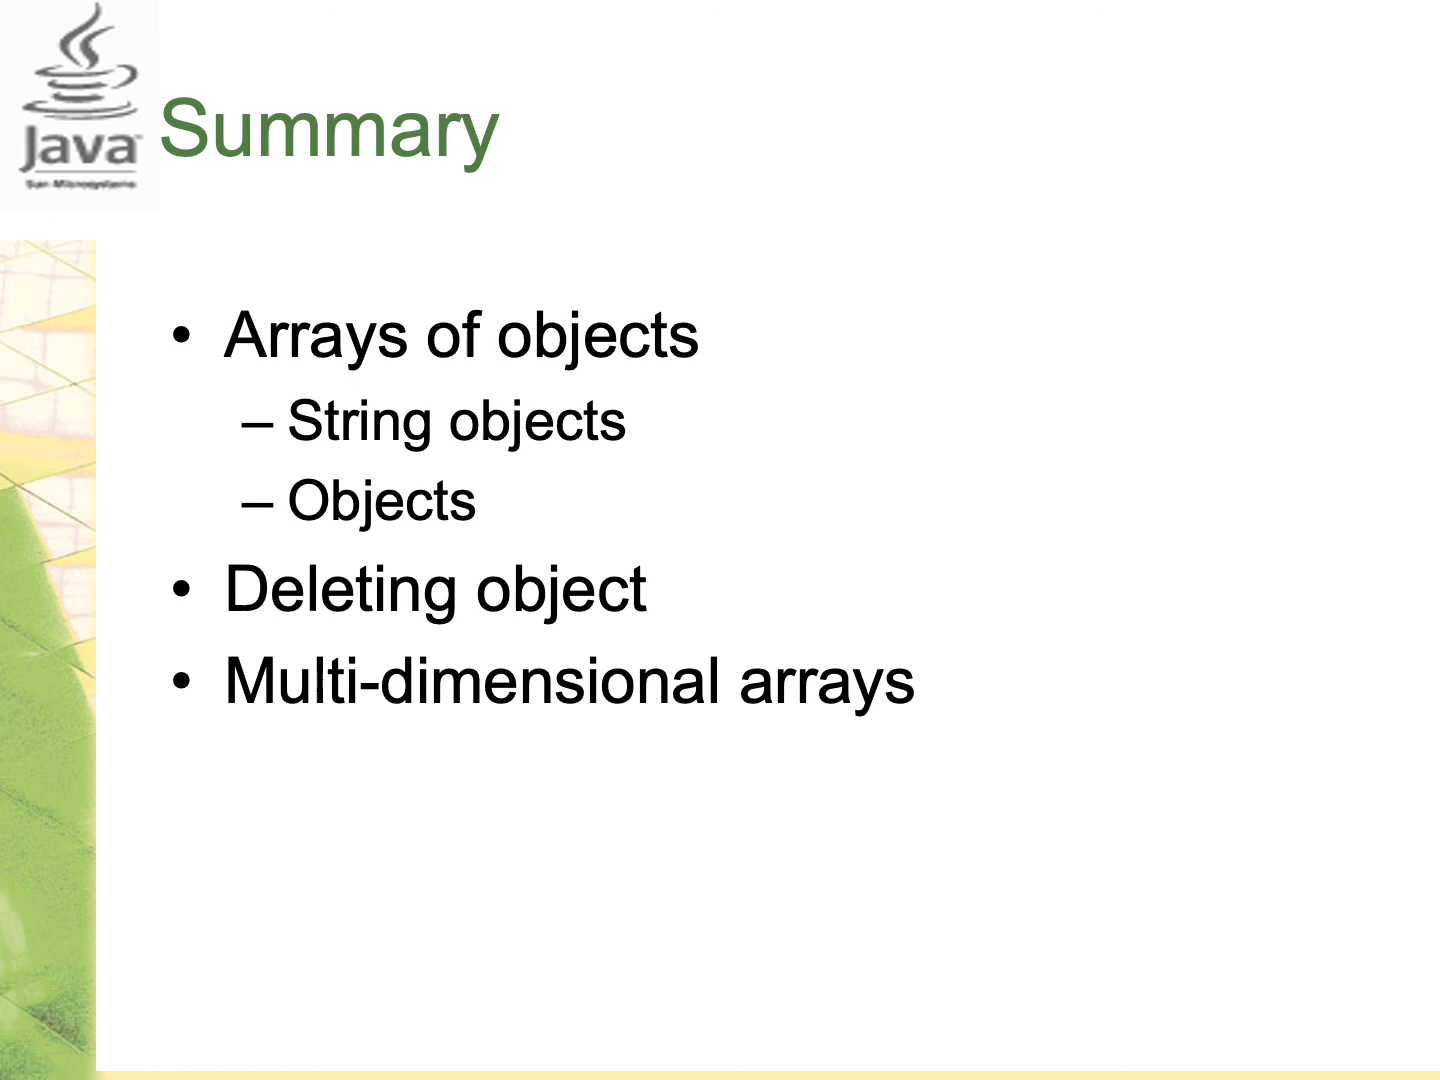 Java
Sun Microsystems
Summary
• Arrays of objects
– String objects
– Objects
• Deleting object
• Multi-dimensional arrays